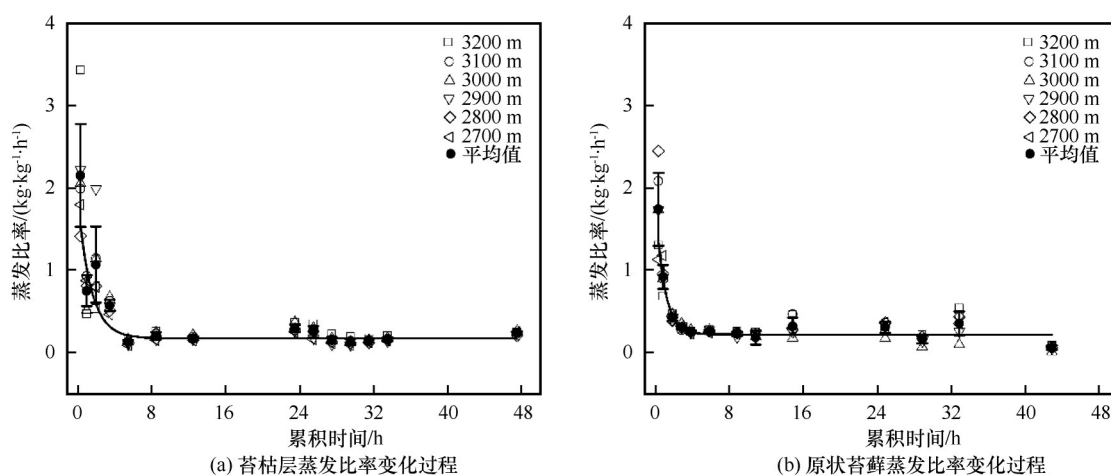 4
3
2
1
0
蒸发比率/(kg·kg⁻¹·h⁻¹)
3200 m
3100 m
3000 m
2900 m
2800 m
2700 m
平均值
0 8 16 24 32 40 48
累积时间/h
(a) 苔枯层蒸发比率变化过程
4
3
2
1
0
蒸发比率/(kg·kg⁻¹·h⁻¹)
3200 m
3100 m
3000 m
2900 m
2800 m
2700 m
平均值
0 8 16 24 32 40 48
累积时间/h
(b) 原状苔藓蒸发比率变化过程